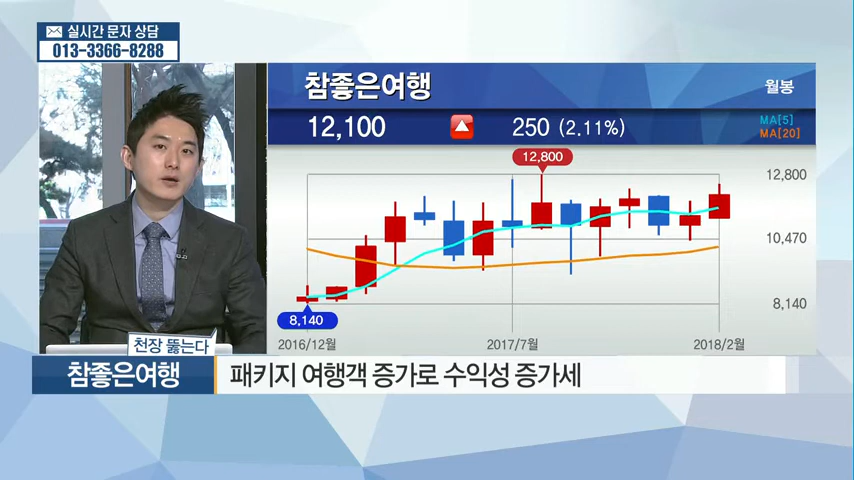 실시간 문자 상담
013-3366-8288
참좋은여행
월봉
12,100
250 (2.11%)
MA[5]
MA[20]
12,800
12,800
10,470
8,140
8,140
2016/12월
2017/7월
2018/2월
천장 뚫는다
참좋은여행
패키지 여행객 증가로 수익성 증가세